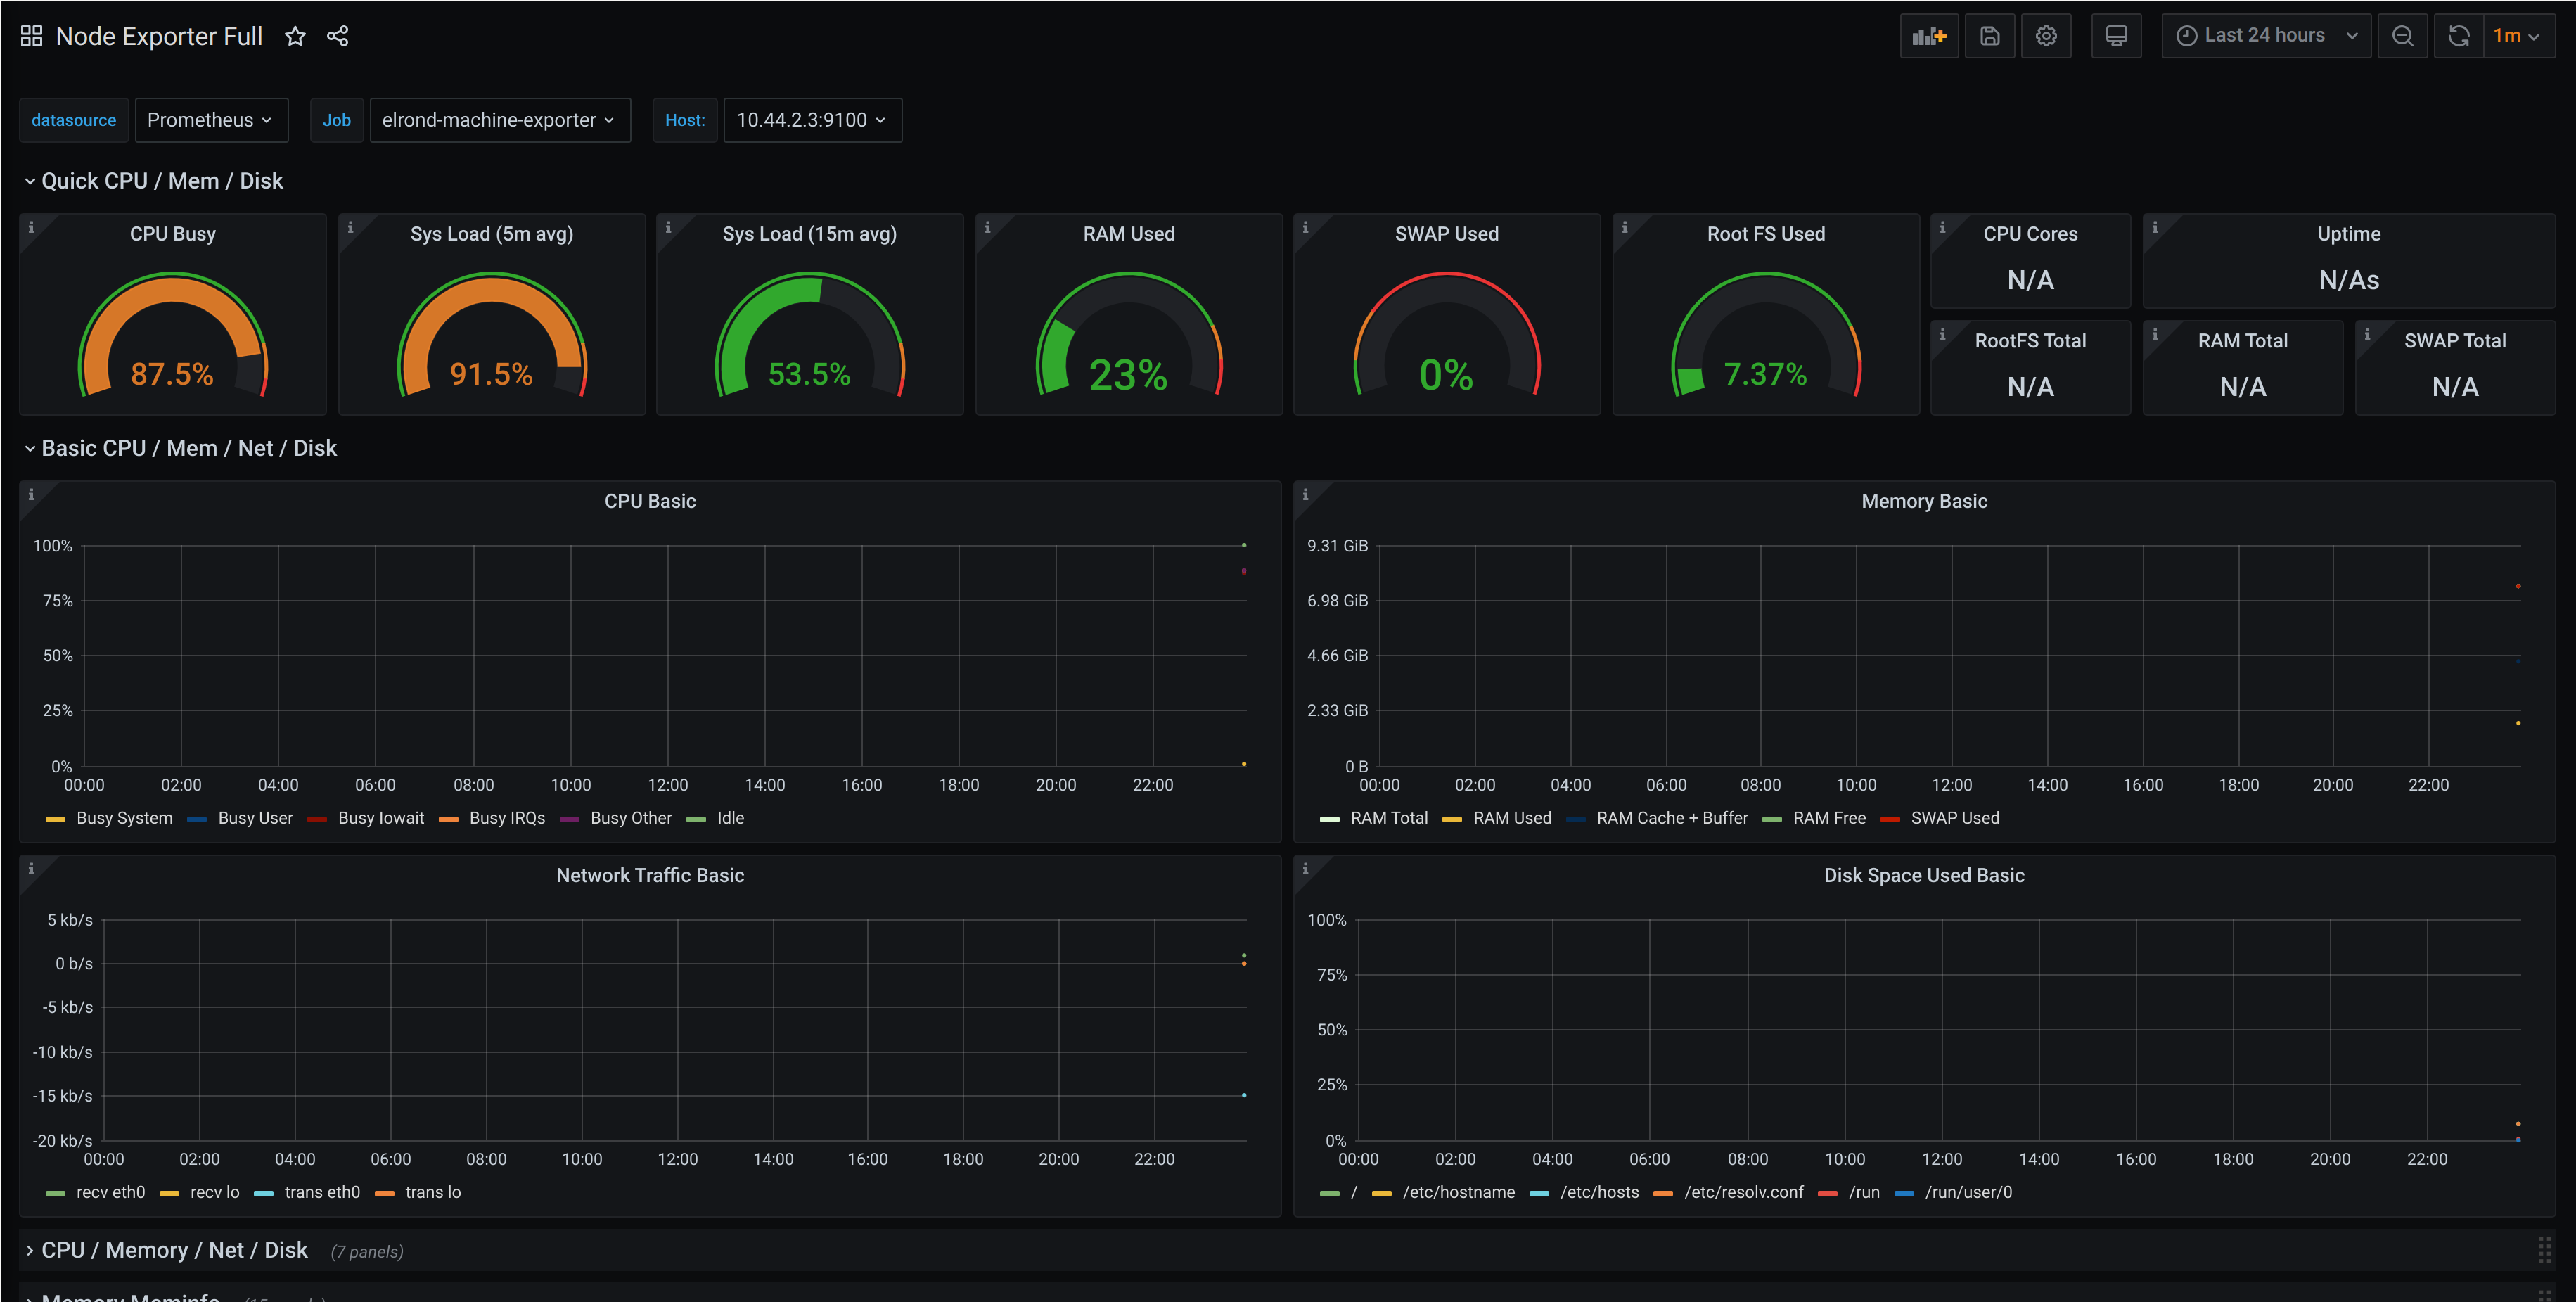 Node Exporter Full
Last 24 hours
1m
datasource Prometheus Job elrond-machine-exporter Host: 10.44.2.3:9100
Quick CPU / Mem / Disk
CPU Busy
87.5%
Sys Load (5m avg)
91.5%
Sys Load (15m avg)
53.5%
RAM Used
23%
SWAP Used
0%
Root FS Used
7.37%
CPU Cores
N/A
Uptime
N/As
RootFS Total
N/A
RAM Total
N/A
SWAP Total
N/A
Basic CPU / Mem / Net / Disk
CPU Basic
100%
75%
50%
25%
0%
00:00 02:00 04:00 06:00 08:00 10:00 12:00 14:00 16:00 18:00 20:00 22:00
Busy System Busy User Busy Iowait Busy IRQs Busy Other Idle
Memory Basic
9.31 GiB
6.98 GiB
4.66 GiB
2.33 GiB
0 B
00:00 02:00 04:00 06:00 08:00 10:00 12:00 14:00 16:00 18:00 20:00 22:00
RAM Total RAM Used RAM Cache + Buffer RAM Free SWAP Used
Network Traffic Basic
5 kb/s
0 b/s
-5 kb/s
-10 kb/s
-15 kb/s
-20 kb/s
00:00 02:00 04:00 06:00 08:00 10:00 12:00 14:00 16:00 18:00 20:00 22:00
recv eth0 recv lo trans eth0 trans lo
Disk Space Used Basic
100%
75%
50%
25%
0%
00:00 02:00 04:00 06:00 08:00 10:00 12:00 14:00 16:00 18:00 20:00 22:00
/ /etc/hostname /etc/hosts /etc/resolv.conf /run /run/user/0
CPU / Memory / Net / Disk (7 panels)
Memory Meminfo